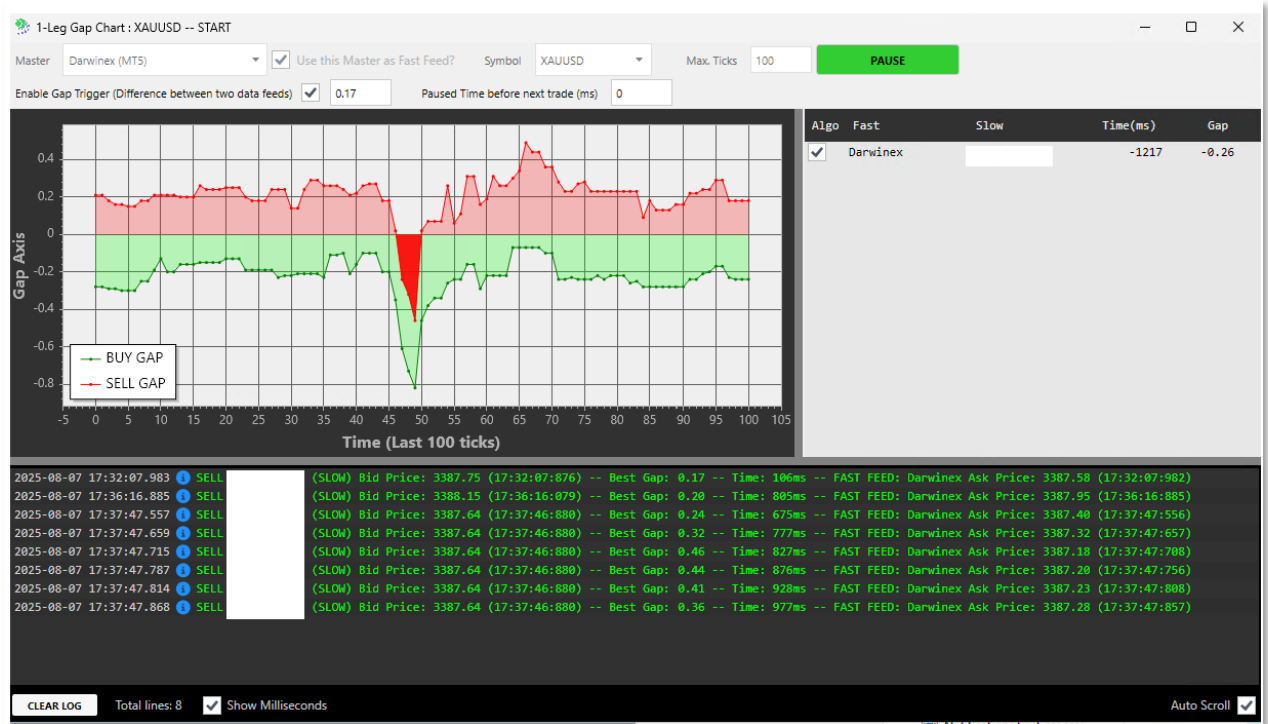 1-Leg Gap Chart : XAUUSD -- START
Master Darwinex (MT5) Use this Master as Fast Feed? Symbol XAUUSD Max. Ticks 100 PAUSE
Enable Gap Trigger (Difference between two data feeds) 0.17 Paused Time before next trade (ms) 0
Algo Fast Slow Time(ms) Gap
Darwinex -1217 -0.26
Gap Axis
0.4
0.2
0
-0.2
-0.4
-0.6
-0.8
BUY GAP
SELL GAP
-5 0 5 10 15 20 25 30 35 40 45 50 55 60 65 70 75 80 85 90 95 100 105
Time (Last 100 ticks)
2025-08-07 17:32:07.983 SELL (SLOW) Bid Price: 3387.75 (17:32:07:876) -- Best Gap: 0.17 -- Time: 106ms -- FAST FEED: Darwinex Ask Price: 3387.58 (17:32:07:982)
2025-08-07 17:36:16.885 SELL (SLOW) Bid Price: 3388.15 (17:36:16:079) -- Best Gap: 0.20 -- Time: 805ms -- FAST FEED: Darwinex Ask Price: 3387.95 (17:36:16:885)
2025-08-07 17:37:47.557 SELL (SLOW) Bid Price: 3387.64 (17:37:46:880) -- Best Gap: 0.24 -- Time: 675ms -- FAST FEED: Darwinex Ask Price: 3387.40 (17:37:47:556)
2025-08-07 17:37:47.659 SELL (SLOW) Bid Price: 3387.64 (17:37:46:880) -- Best Gap: 0.32 -- Time: 777ms -- FAST FEED: Darwinex Ask Price: 3387.32 (17:37:47:657)
2025-08-07 17:37:47.715 SELL (SLOW) Bid Price: 3387.64 (17:37:46:880) -- Best Gap: 0.46 -- Time: 827ms -- FAST FEED: Darwinex Ask Price: 3387.18 (17:37:47:708)
2025-08-07 17:37:47.787 SELL (SLOW) Bid Price: 3387.64 (17:37:46:880) -- Best Gap: 0.44 -- Time: 876ms -- FAST FEED: Darwinex Ask Price: 3387.20 (17:37:47:756)
2025-08-07 17:37:47.814 SELL (SLOW) Bid Price: 3387.64 (17:37:46:880) -- Best Gap: 0.41 -- Time: 928ms -- FAST FEED: Darwinex Ask Price: 3387.23 (17:37:47:808)
2025-08-07 17:37:47.868 SELL (SLOW) Bid Price: 3387.64 (17:37:46:880) -- Best Gap: 0.36 -- Time: 977ms -- FAST FEED: Darwinex Ask Price: 3387.28 (17:37:47:857)
CLEAR LOG Total lines: 8 Show Milliseconds Auto Scroll